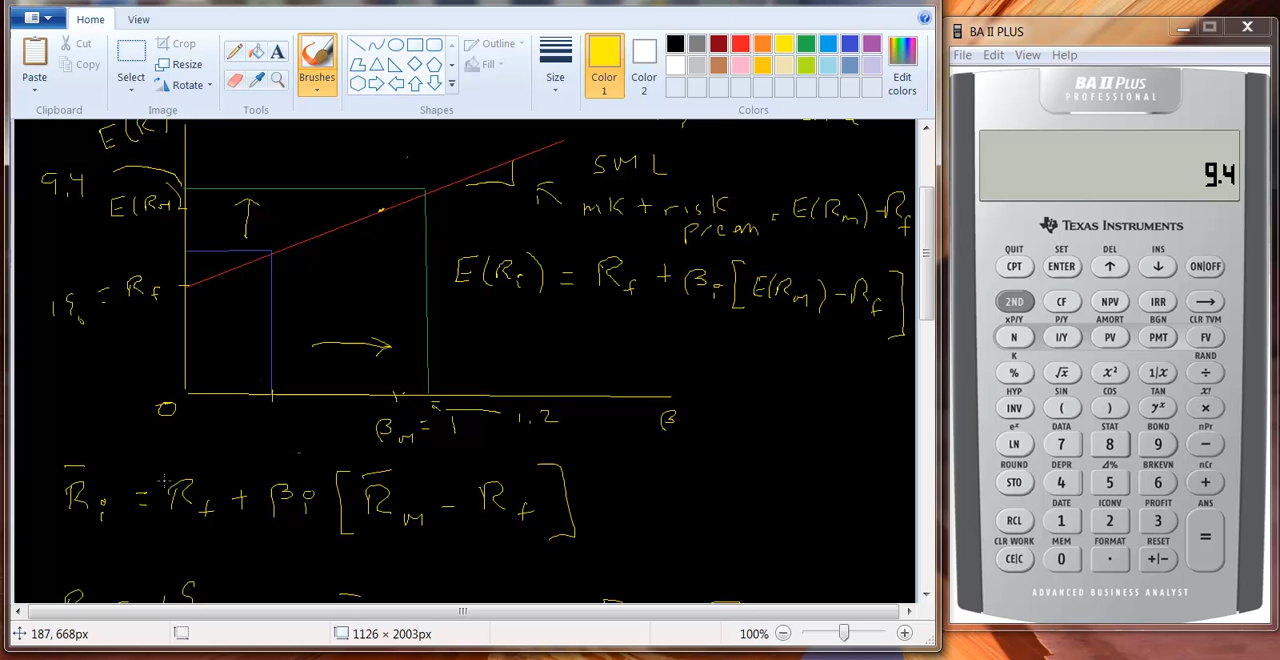 Home View
Cut
Copy
Paste
Clipboard
Select
Crop
Resize
Rotate
Image
A
Tools
Brushes
Outline
Fill
Shapes
Size
Color 1
Color 2
Edit colors
Colors
E(R)
9.4
E(RM)
SML
mkt risk prem = E(Rm) - Rf
E(Ri) = Rf + βi [E(Rm) - Rf]
= Rf
0
βM = 1
1.2
β
R̄i = Rf + βi [R̄m - Rf]
187, 668px
1126 × 2003px
100%
BA II PLUS
File Edit View Help
BA II PLUS
PROFESSIONAL
9.4
TEXAS INSTRUMENTS
QUIT SET DEL INS
CPT ENTER ↑ ↓ ON|OFF
2ND CF NPV IRR →
xP/Y P/Y AMORT BGN CLR TVM
N I/Y PV PMT FV
K RAND
% √x x² 1/x ÷
HYP SIN COS TAN x!
INV ( ) yˣ ×
eˣ DATA STAT BOND nPr
LN 7 8 9 −
ROUND DEPR Δ% BRKEVN nCr
STO 4 5 6 +
DATE ICONV PROFIT ANS
RCL 1 2 3 =
CLR WORK MEM FORMAT RESET
CE|C 0 . +|−
ADVANCED BUSINESS ANALYST